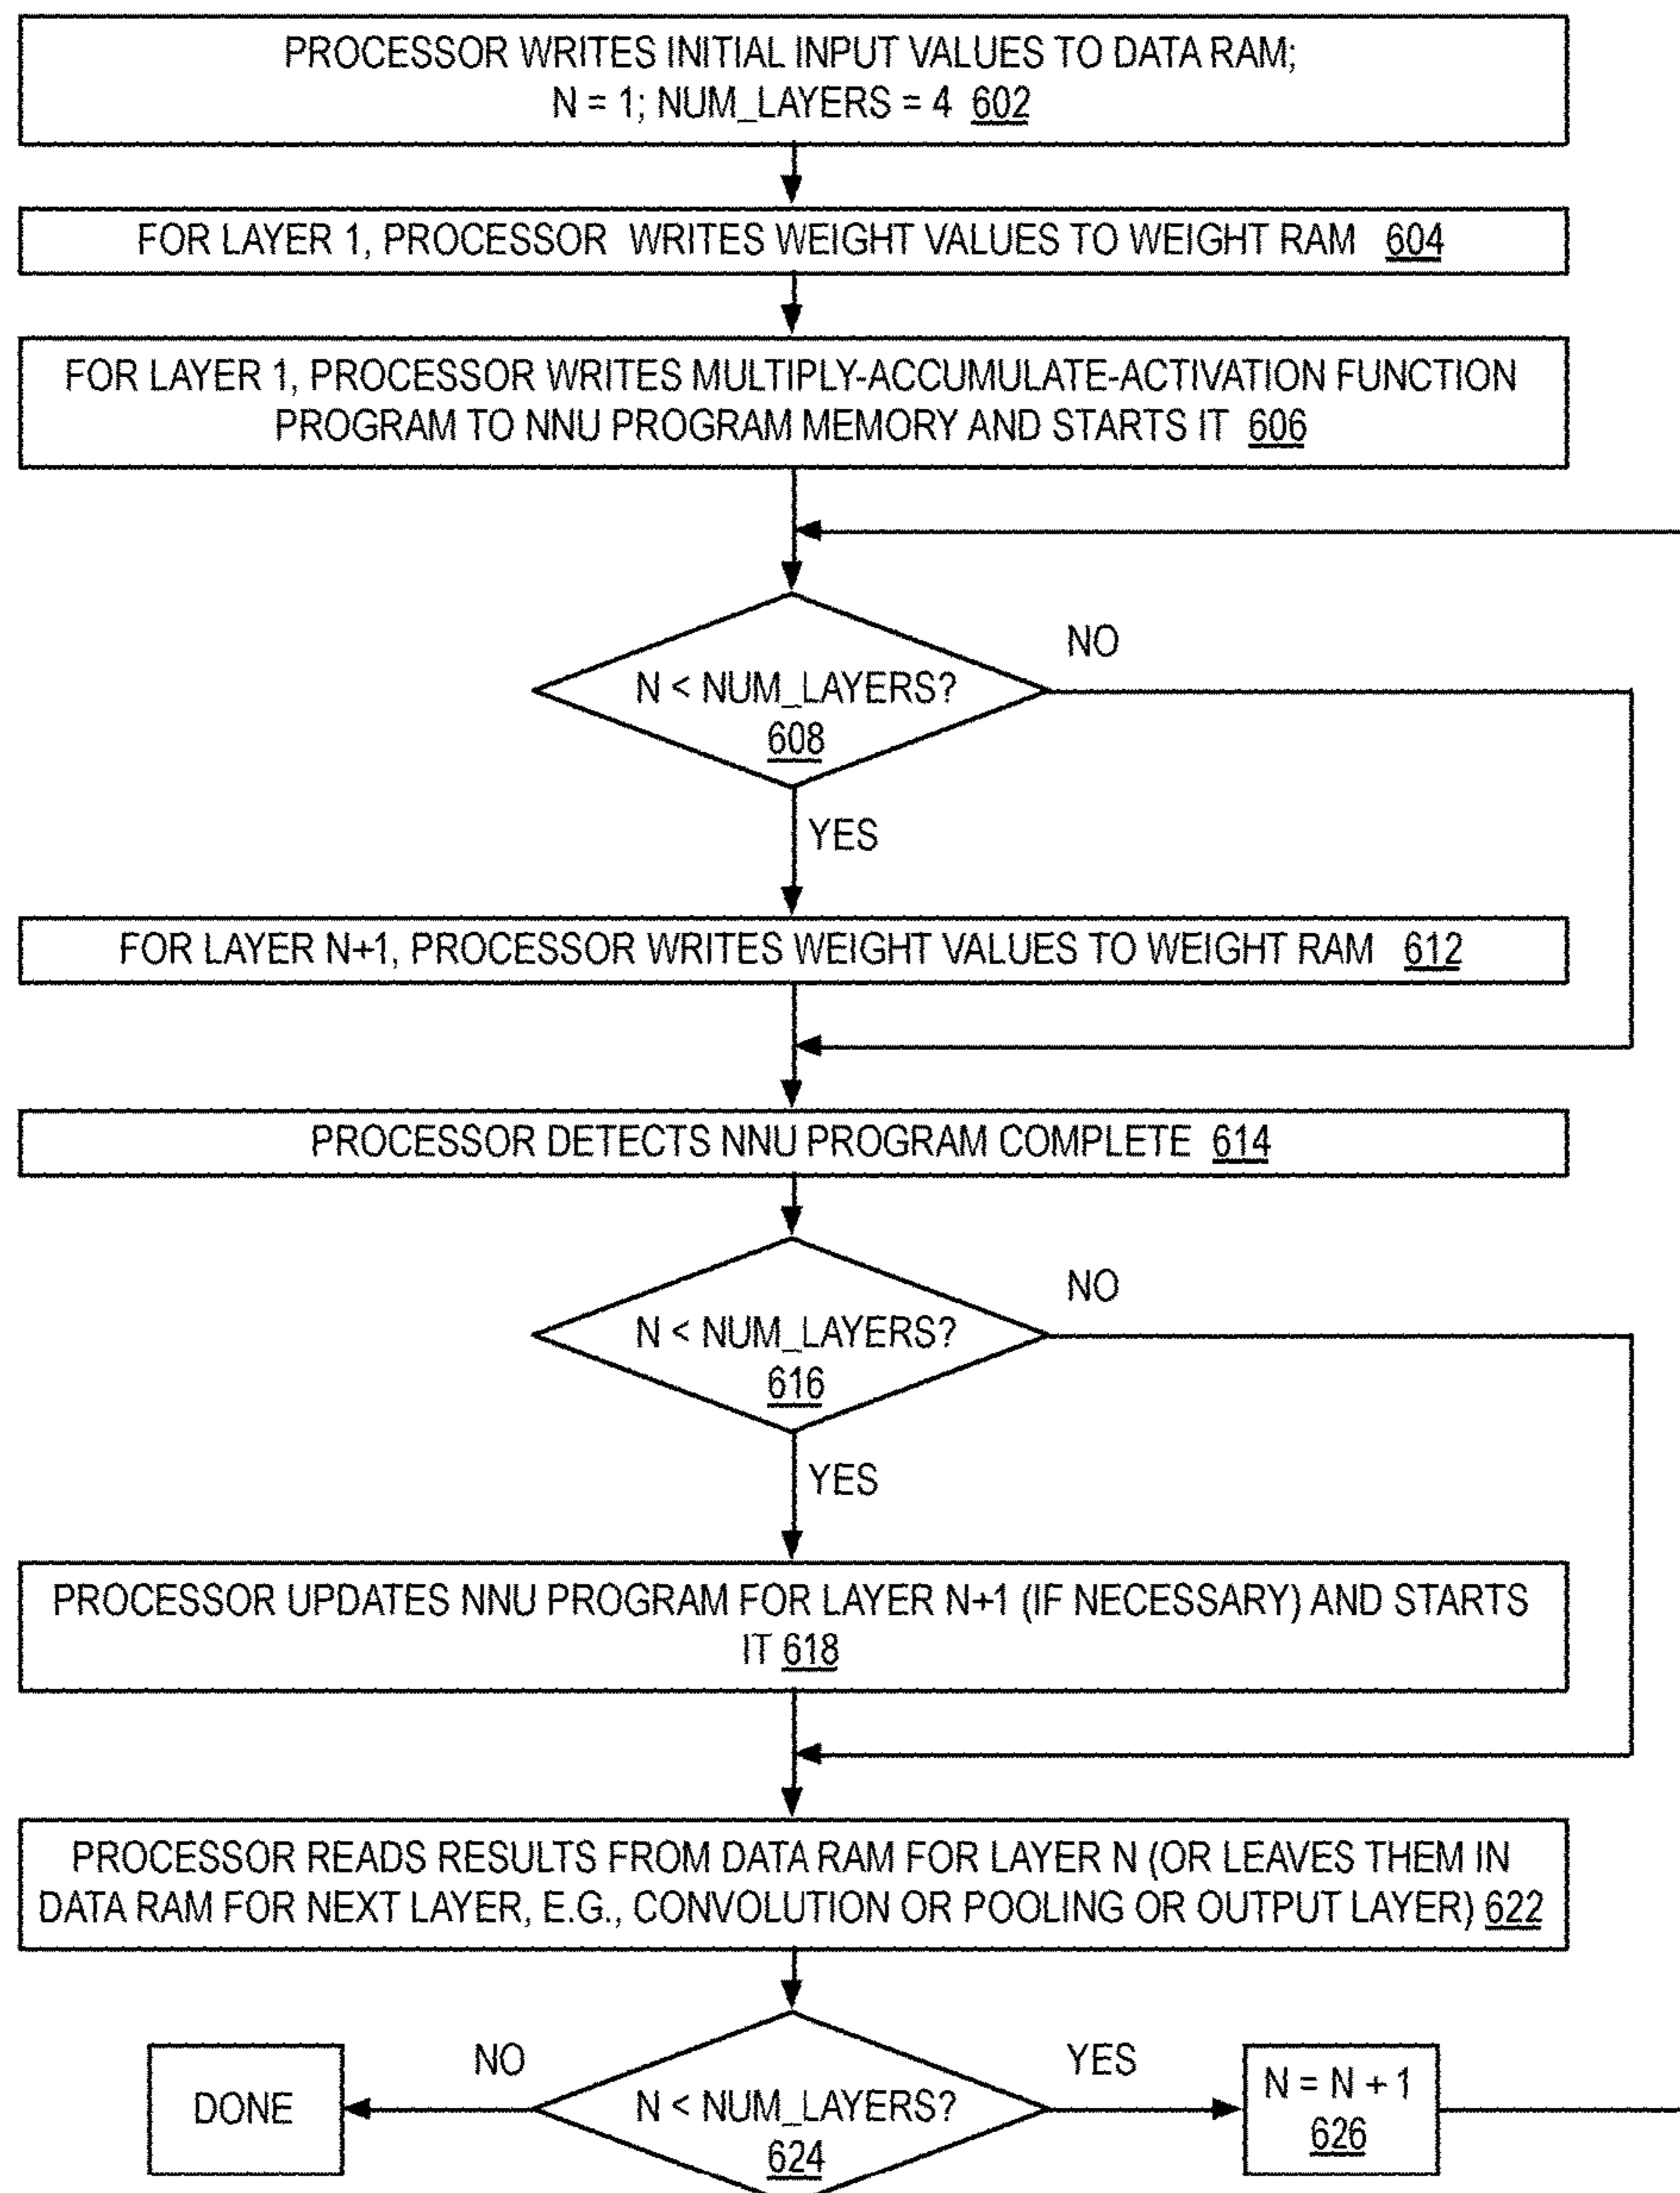 PROCESSOR WRITES INITIAL INPUT VALUES TO DATA RAM;
N = 1; NUM_LAYERS = 4 602
FOR LAYER 1, PROCESSOR WRITES WEIGHT VALUES TO WEIGHT RAM 604
FOR LAYER 1, PROCESSOR WRITES MULTIPLY-ACCUMULATE-ACTIVATION FUNCTION
PROGRAM TO NNU PROGRAM MEMORY AND STARTS IT 606
NO
N < NUM_LAYERS?
608
YES
FOR LAYER N+1, PROCESSOR WRITES WEIGHT VALUES TO WEIGHT RAM 612
PROCESSOR DETECTS NNU PROGRAM COMPLETE 614
NO
N < NUM_LAYERS?
616
YES
PROCESSOR UPDATES NNU PROGRAM FOR LAYER N+1 (IF NECESSARY) AND STARTS
IT 618
PROCESSOR READS RESULTS FROM DATA RAM FOR LAYER N (OR LEAVES THEM IN
DATA RAM FOR NEXT LAYER, E.G., CONVOLUTION OR POOLING OR OUTPUT LAYER) 622
NO
YES
DONE
N < NUM_LAYERS?
624
N = N + 1
626